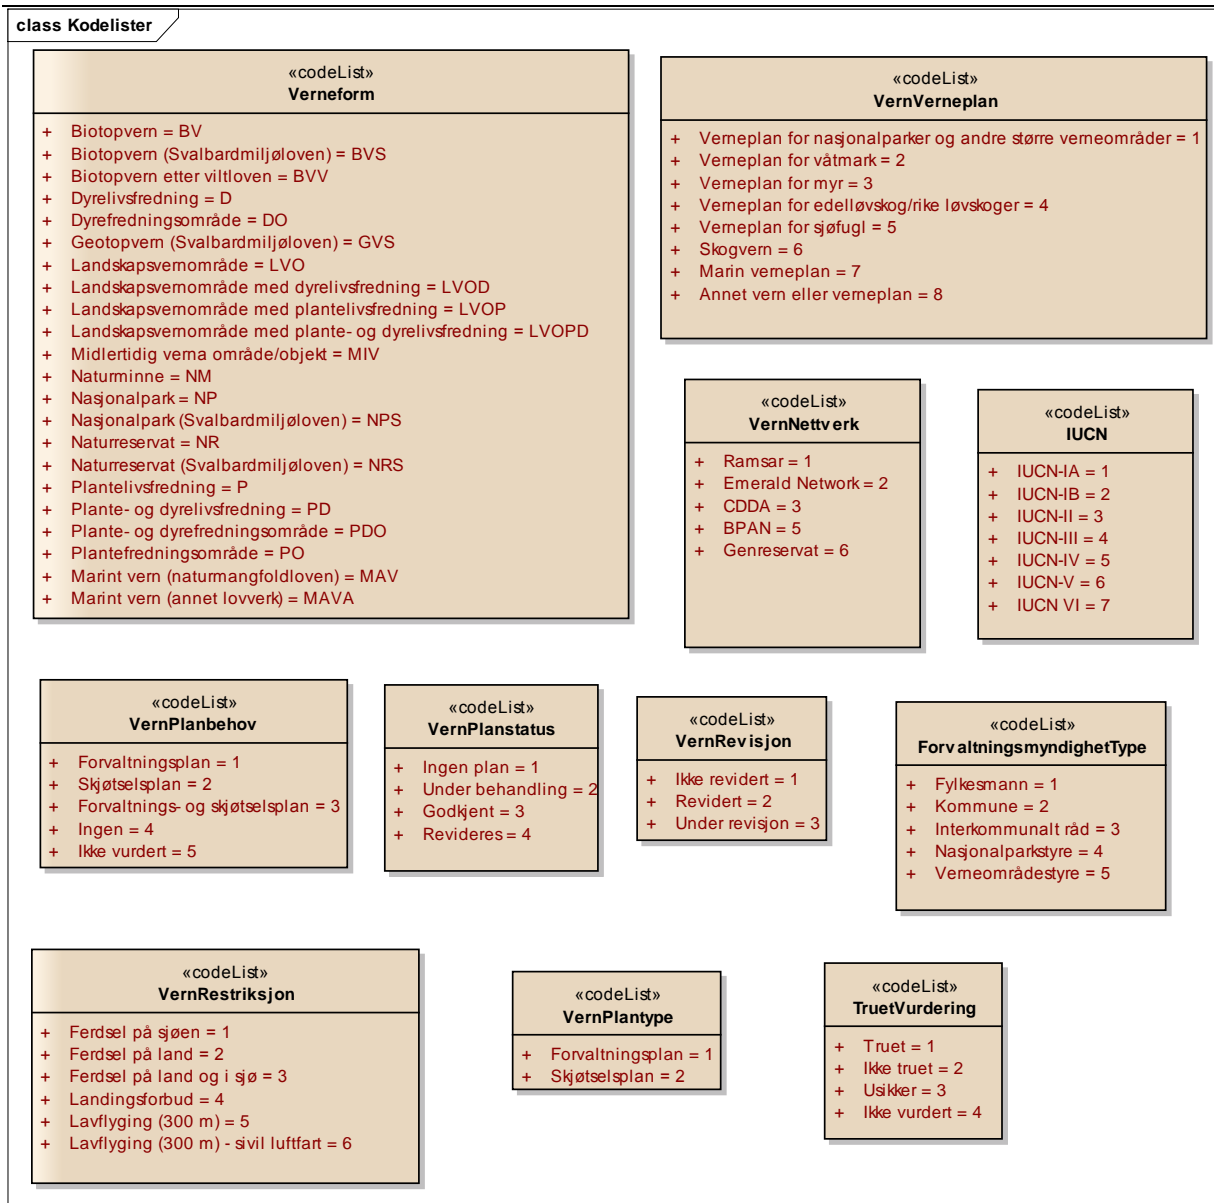 class Kodelister
«codeList»
Verneform
+ Biotopvern = BV
+ Biotopvern (Svalbardmiljøloven) = BVS
+ Biotopvern etter viltloven = BVV
+ Dyrelivsfredning = D
+ Dyrefredningsområde = DO
+ Geotopvern (Svalbardmiljøloven) = GVS
+ Landskapsvernområde = LVO
+ Landskapsvernområde med dyrelivsfredning = LVOD
+ Landskapsvernområde med plantelivsfredning = LVOP
+ Landskapsvernområde med plante- og dyrelivsfredning = LVOPD
+ Midlertidig verna område/objekt = MIV
+ Naturminne = NM
+ Nasjonalpark = NP
+ Nasjonalpark (Svalbardmiljøloven) = NPS
+ Naturreservat = NR
+ Naturreservat (Svalbardmiljøloven) = NRS
+ Plantelivsfredning = P
+ Plante- og dyrelivsfredning = PD
+ Plante- og dyrefredningsområde = PDO
+ Plantefredningsområde = PO
+ Marint vern (naturmangfoldloven) = MAV
+ Marint vern (annet lovverk) = MAVA
«codeList»
VernVerneplan
+ Verneplan for nasjonalparker og andre større verneområder = 1
+ Verneplan for våtmark = 2
+ Verneplan for myr = 3
+ Verneplan for edelløvskog/rike løvskoger = 4
+ Verneplan for sjøfugl = 5
+ Skogvern = 6
+ Marin verneplan = 7
+ Annet vern eller verneplan = 8
«codeList»
VernNettverk
+ Ramsar = 1
+ Emerald Network = 2
+ CDDA = 3
+ BPAN = 5
+ Genreservat = 6
«codeList»
IUCN
+ IUCN-IA = 1
+ IUCN-IB = 2
+ IUCN-II = 3
+ IUCN-III = 4
+ IUCN-IV = 5
+ IUCN-V = 6
+ IUCN VI = 7
«codeList»
VernPlanbehov
+ Forvaltningsplan = 1
+ Skjøtselsplan = 2
+ Forvaltnings- og skjøtselsplan = 3
+ Ingen = 4
+ Ikke vurdert = 5
«codeList»
VernPlanstatus
+ Ingen plan = 1
+ Under behandling = 2
+ Godkjent = 3
+ Revideres = 4
«codeList»
VernRevisjon
+ Ikke revidert = 1
+ Revidert = 2
+ Under revisjon = 3
«codeList»
ForvaltningsmyndighetType
+ Fylkesmann = 1
+ Kommune = 2
+ Interkommunalt råd = 3
+ Nasjonalparkstyre = 4
+ Verneområdestyre = 5
«codeList»
VernRestriksjon
+ Ferdsel på sjøen = 1
+ Ferdsel på land = 2
+ Ferdsel på land og i sjø = 3
+ Landingsforbud = 4
+ Lavflyging (300 m) = 5
+ Lavflyging (300 m) - sivil luftfart = 6
«codeList»
VernPlantype
+ Forvaltningsplan = 1
+ Skjøtselsplan = 2
«codeList»
TruetVurdering
+ Truet = 1
+ Ikke truet = 2
+ Usikker = 3
+ Ikke vurdert = 4